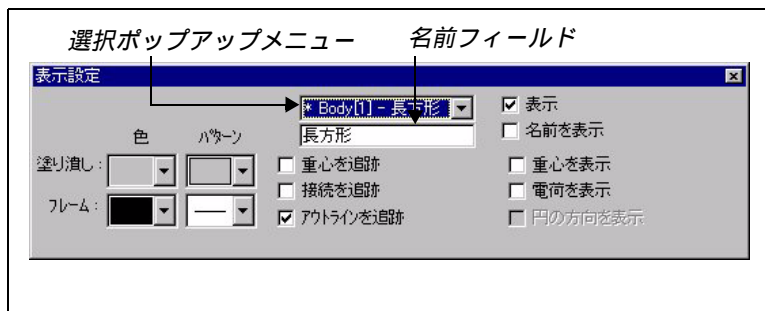 選択ポップアップメニュー 名前フィールド
表示設定
* Body[1] - 長方形
表示
長方形
名前を表示
色 パターン
塗り潰し:
重心を追跡
重心を表示
接続を追跡
電荷を表示
フレーム:
アウトラインを追跡
円の方向を表示